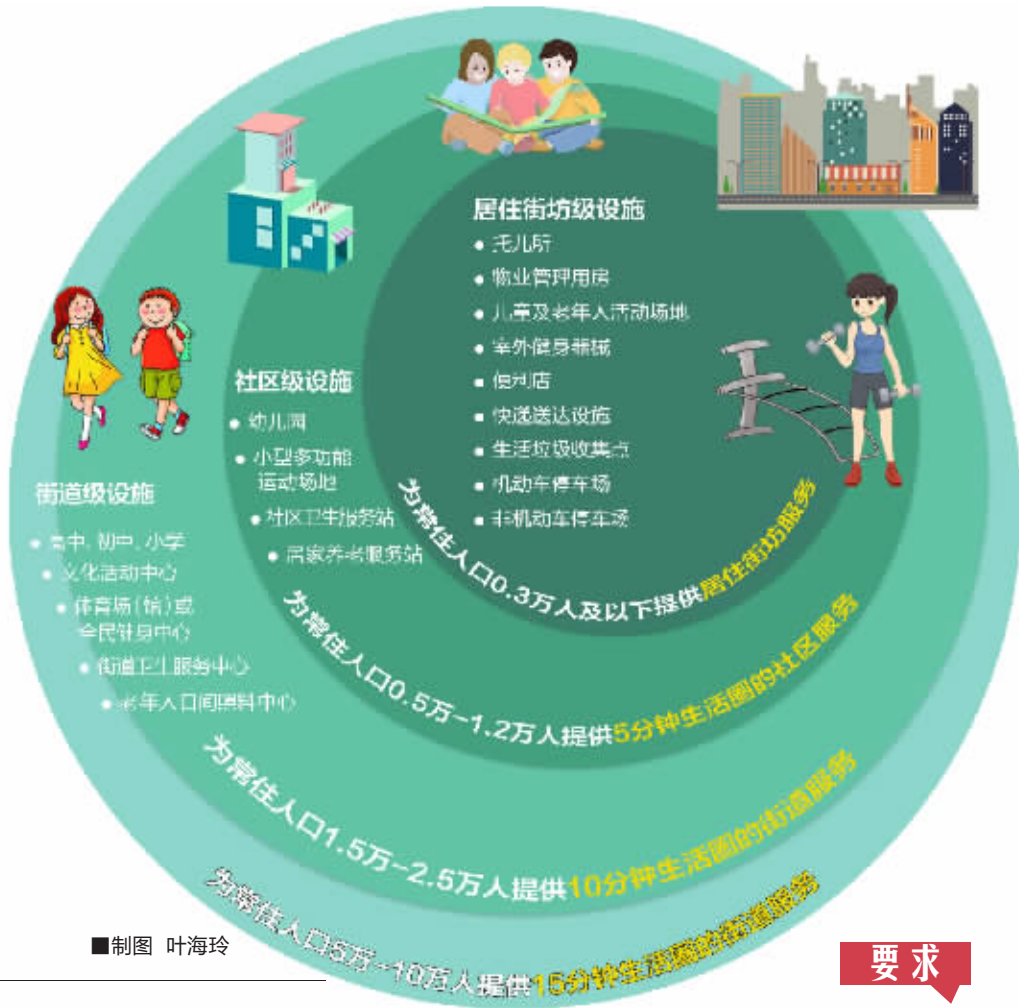 居住街坊级设施
● 托儿所
● 物业管理用房
● 儿童及老年人活动场地
● 室外健身器械
● 便利店
● 快递送达设施
● 生活垃圾收集点
● 机动车停车场
● 非机动车停车场
为常住人口0.3万人及以下提供居住街坊服务
社区级设施
● 幼儿园
● 小型多功能
运动场地
● 社区卫生服务站
● 居家养老服务站
为常住人口0.5万-1.2万人提供5分钟生活圈的社区服务
街道级设施
● 高中、初中、小学
● 文化活动中心
● 体育场(馆)或
全民健身中心
● 街道卫生服务中心
● 老年人日间照料中心
为常住人口1.5万-2.5万人提供10分钟生活圈的街道服务
为常住人口5万-10万人提供15分钟生活圈的街道服务
■制图 叶海玲
要求